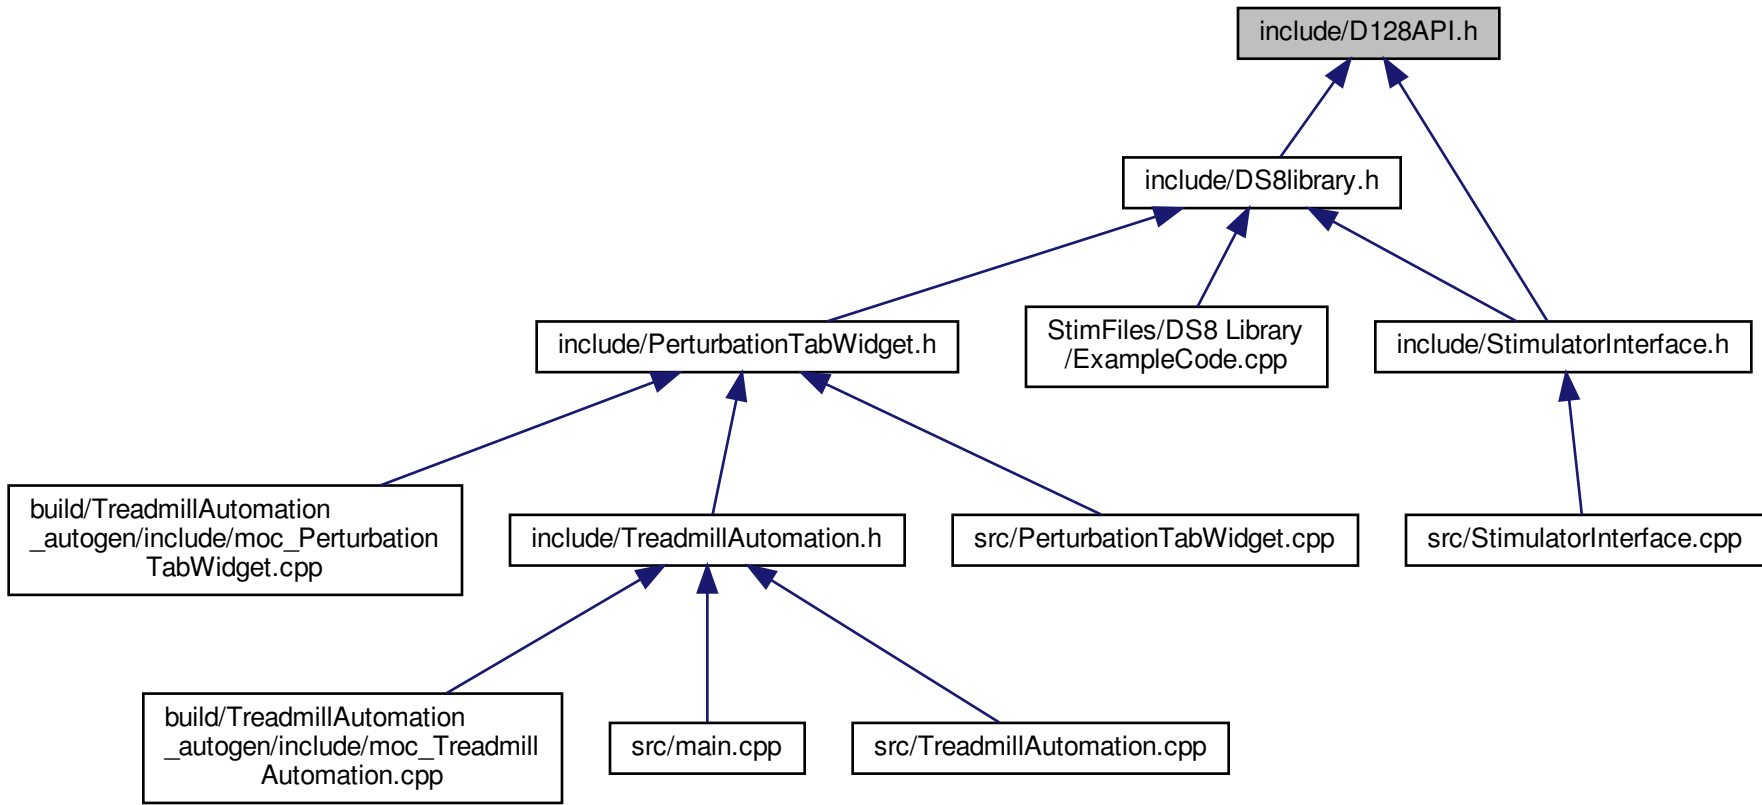 include/D128API.h
include/DS8library.h
include/PerturbationTabWidget.h
StimFiles/DS8 Library
/ExampleCode.cpp
include/StimulatorInterface.h
build/TreadmillAutomation
_autogen/include/moc_Perturbation
TabWidget.cpp
include/TreadmillAutomation.h
src/PerturbationTabWidget.cpp
src/StimulatorInterface.cpp
build/TreadmillAutomation
_autogen/include/moc_Treadmill
Automation.cpp
src/main.cpp
src/TreadmillAutomation.cpp